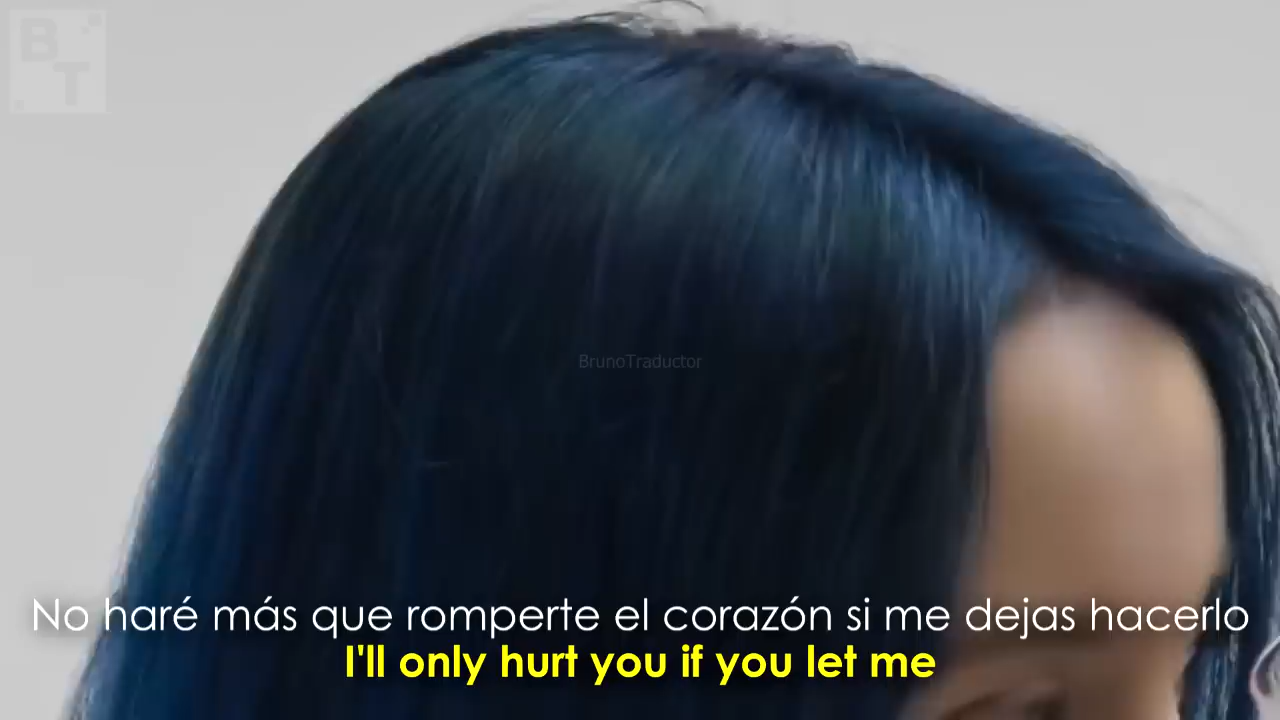 B
T
BrunoTraductor
No haré más que romperte el corazón si me dejas hacerlo
I'll only hurt you if you let me